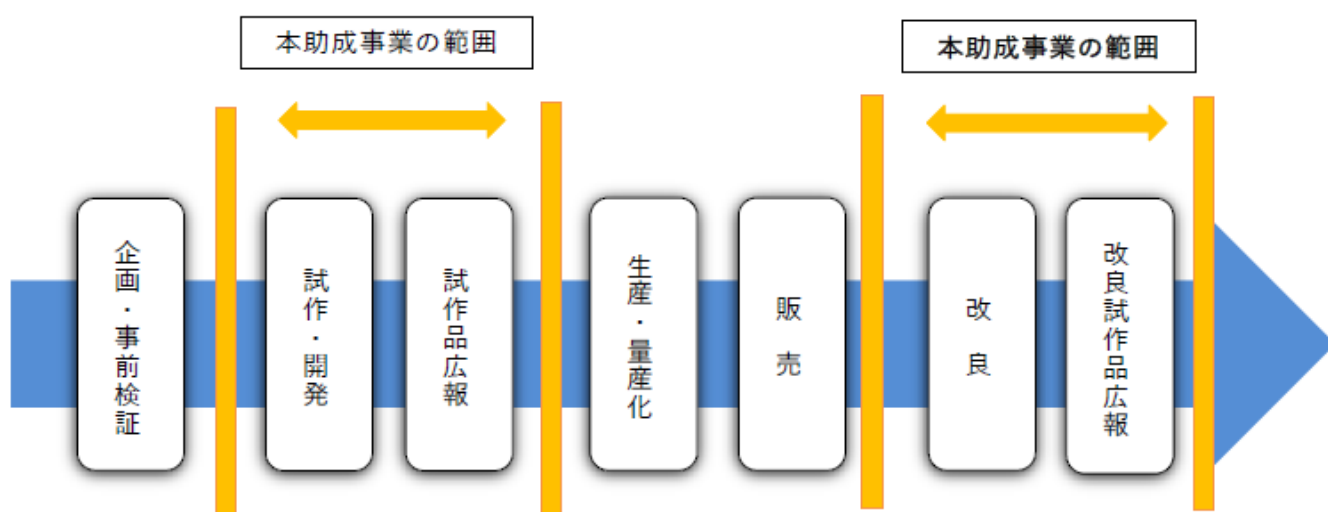 本助成事業の範囲
本助成事業の範囲
企画・事前検証
試作・開発
試作品広報
生産・量産化
販売
改良
改良試作品広報